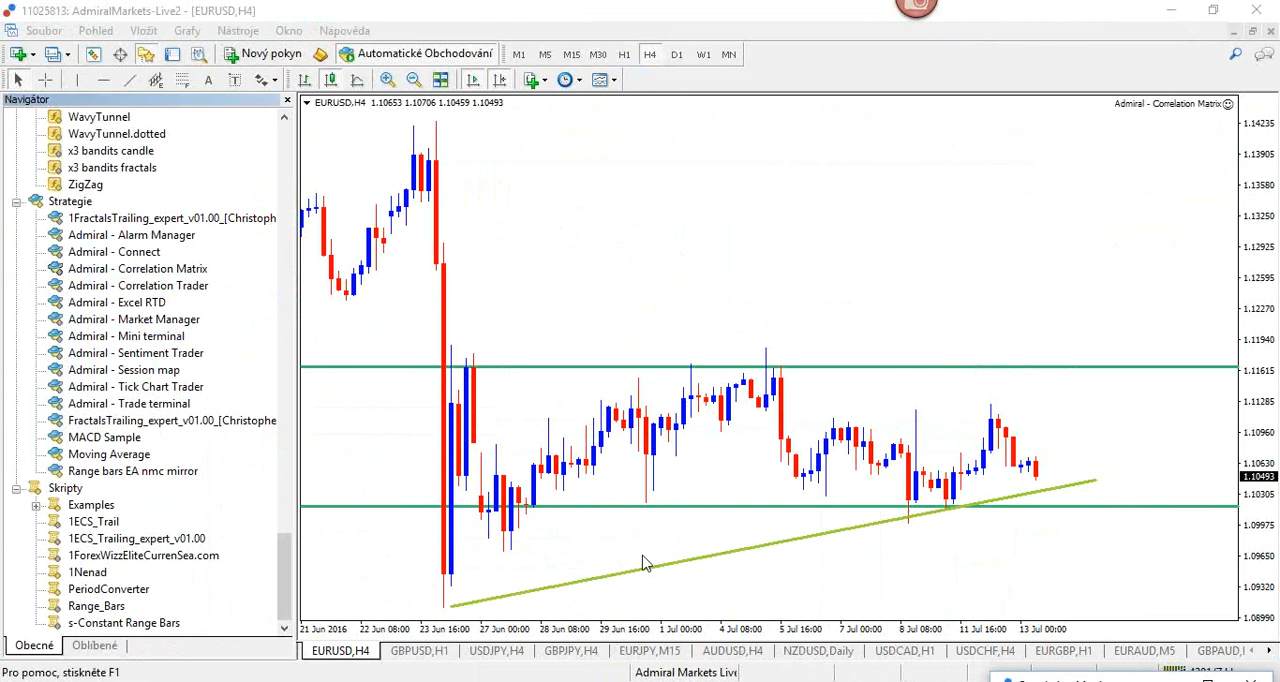 11025813: AdmiralMarkets-Live2 - [EURUSD,H4]
Soubor Pohled Vložit Grafy Nástroje Okno Nápověda
Nový pokyn Automatické Obchodování M1 M5 M15 M30 H1 H4 D1 W1 MN
A T
Navigátor
WavyTunnel
WavyTunnel.dotted
x3 bandits candle
x3 bandits fractals
ZigZag
Strategie
1FractalsTrailing_expert_v01.00_[Christoph
Admiral - Alarm Manager
Admiral - Connect
Admiral - Correlation Matrix
Admiral - Correlation Trader
Admiral - Excel RTD
Admiral - Market Manager
Admiral - Mini terminal
Admiral - Sentiment Trader
Admiral - Session map
Admiral - Tick Chart Trader
Admiral - Trade terminal
FractalsTrailing_expert_v01.00_[Christophe
MACD Sample
Moving Average
Range bars EA nmc mirror
Skripty
Examples
1ECS_Trail
1ECS_Trailing_expert_v01.00
1ForexWizzEliteCurrenSea.com
1Nenad
PeriodConverter
Range_Bars
s-Constant Range Bars
Obecné Oblíbené
EURUSD,H4 1.10653 1.10706 1.10459 1.10493
Admiral - Correlation Matrix
1.14235
1.13905
1.13580
1.13250
1.12925
1.12595
1.12270
1.11940
1.11615
1.11285
1.10960
1.10630
1.10493
1.10305
1.09975
1.09650
1.09320
1.08990
21 Jun 2016 22 Jun 08:00 23 Jun 16:00 27 Jun 00:00 28 Jun 08:00 29 Jun 16:00 1 Jul 00:00 4 Jul 08:00 5 Jul 16:00 7 Jul 00:00 8 Jul 08:00 11 Jul 16:00 13 Jul 00:00
EURUSD,H4 GBPUSD,H1 USDJPY,H4 GBPJPY,H4 EURJPY,M15 AUDUSD,H4 NZDUSD,Daily USDCAD,H1 USDCHF,H4 EURGBP,H1 EURAUD,M5 GBPAUD,
Pro pomoc, stiskněte F1 Admiral Markets Live